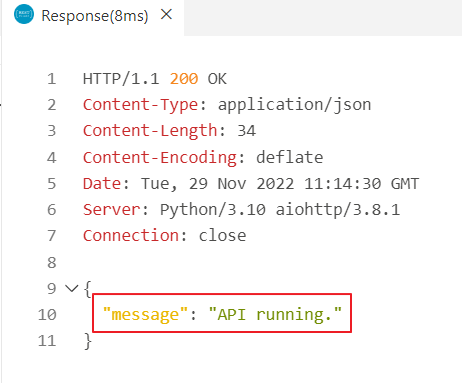 Response(8ms)
1 HTTP/1.1 200 OK
2 Content-Type: application/json
3 Content-Length: 34
4 Content-Encoding: deflate
5 Date: Tue, 29 Nov 2022 11:14:30 GMT
6 Server: Python/3.10 aiohttp/3.8.1
7 Connection: close
8
9 {
10 "message": "API running."
11 }